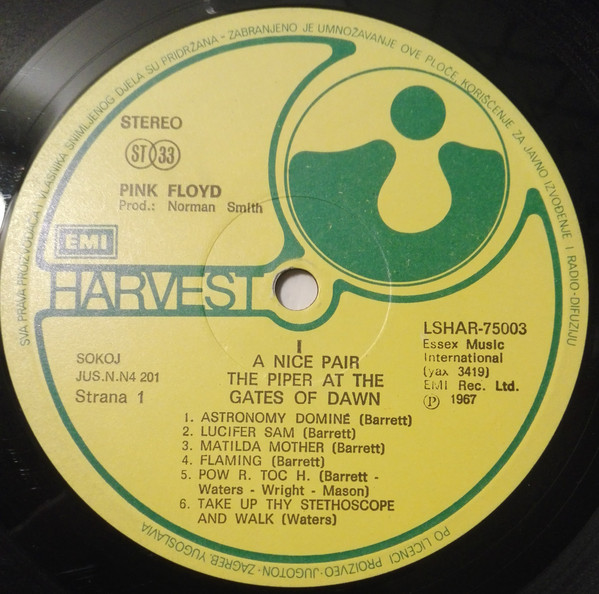 SVA PRAVA PROIZVOĐAČA I VLASNIKA SNIMLJENOG DJELA SU PRIDRŽANA - ZABRANJENO JE UMNOŽAVANJE OVE PLOČE, KORIŠĆENJE ZA JAVNO IZVOĐENJE I RADIO-DIFUZIJU
STEREO
ST 33
PINK FLOYD
Prod.: Norman Smith
EMI
HARVEST
SOKOJ
JUS.N.N4 201
Strana 1
LSHAR-75003
Essex Music
International
(yax 3419)
EMI Rec. Ltd.
Ⓟ 1967
I
A NICE PAIR
THE PIPER AT THE
GATES OF DAWN
1. ASTRONOMY DOMINÉ (Barrett)
2. LUCIFER SAM (Barrett)
3. MATILDA MOTHER (Barrett)
4. FLAMING (Barrett)
5. POW R. TOC H. (Barrett -
Waters - Wright - Mason)
6. TAKE UP THY STETHOSCOPE
AND WALK (Waters)
PO LICENCI PROIZVEO-JUGOTON-ZAGREB, YUGOSLAVIA